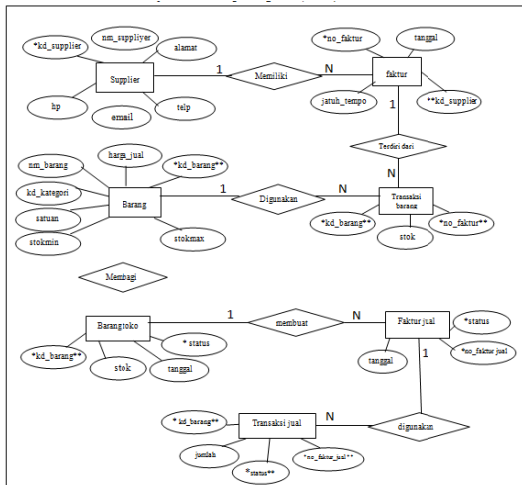 nm_suppliyer
*kd_supplier
alamat
Supplier
hp
email
telp
1
Memiliki
N
*no_faktur
tanggal
faktur
jatuh_tempo
**kd_supplier
1
Terdiri dari
N
harga_jual
nm_barang
*kd_barang**
kd_kategori
Barang
satuan
stokmin
stokmax
1
Digunakan
N
Transaksi
barang
*kd_barang**
*no_faktur**
stok
Membagi
Barang toko
* status
*kd_barang**
stok
tanggal
1
membuat
N
Faktur jual
*status
tanggal
*no_faktur jual
1
* kd_barang**
Transaksi jual
N
digunakan
jumlah
*status**
*no_faktur_jual**